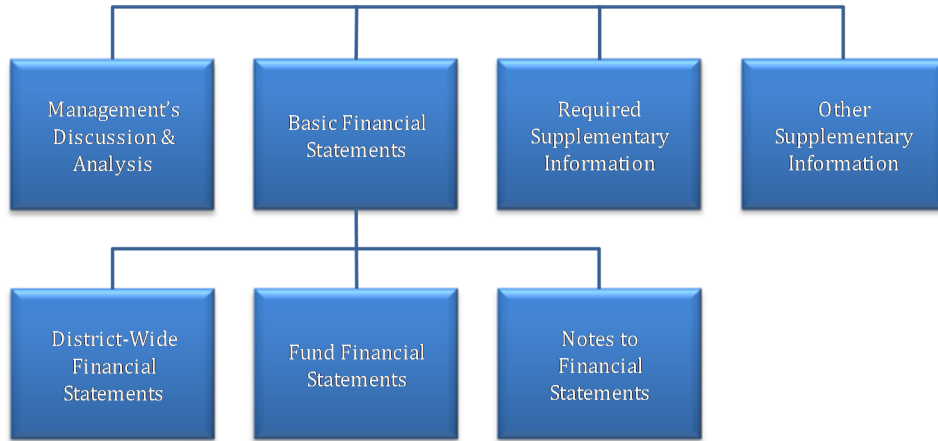 Management’s
Discussion &
Analysis
Basic Financial
Statements
Required
Supplementary
Information
Other
Supplementary
Information
District-Wide
Financial
Statements
Fund Financial
Statements
Notes to
Financial
Statements